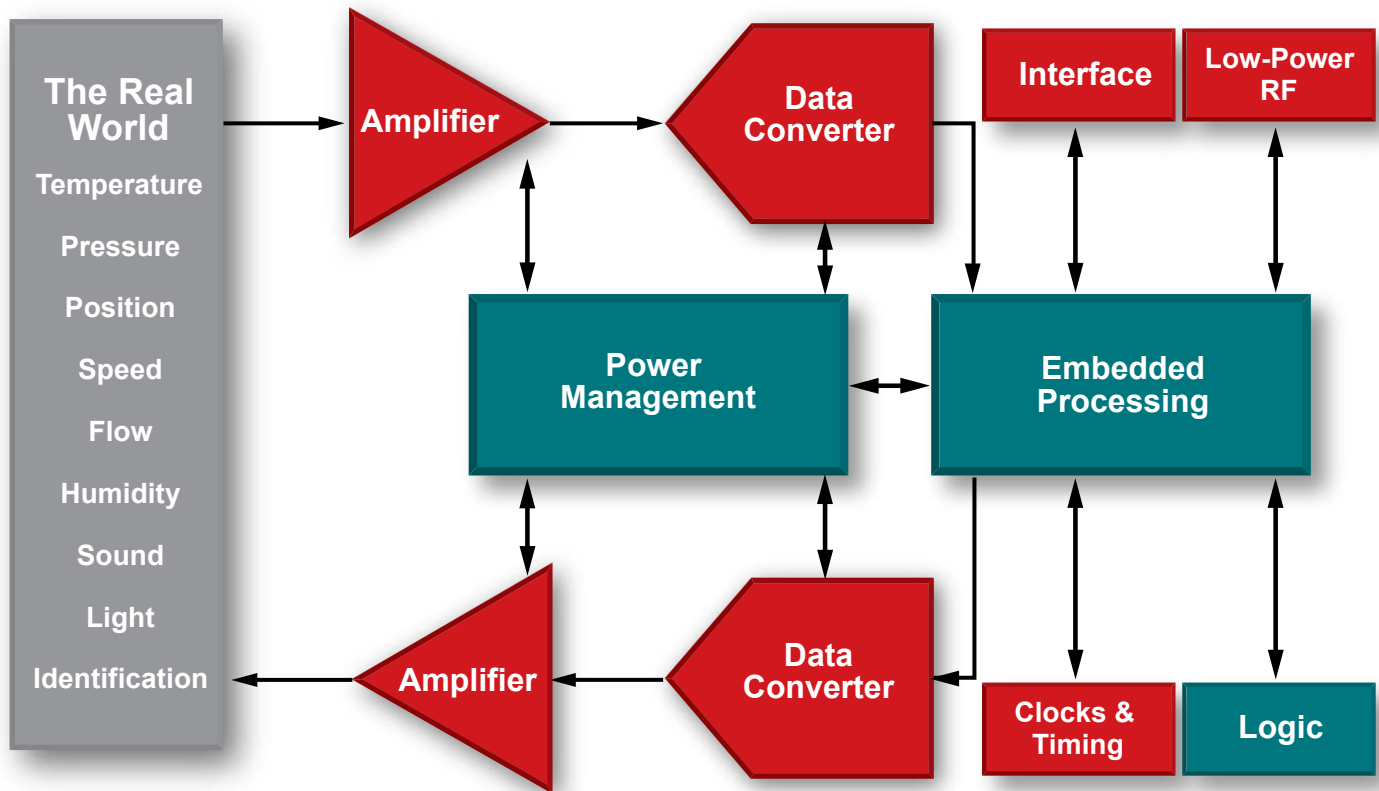 The Real
World
Temperature
Pressure
Position
Speed
Flow
Humidity
Sound
Light
Identification
Amplifier
Data
Converter
Interface
Low-Power
RF
Power
Management
Embedded
Processing
Amplifier
Data
Converter
Clocks &
Timing
Logic